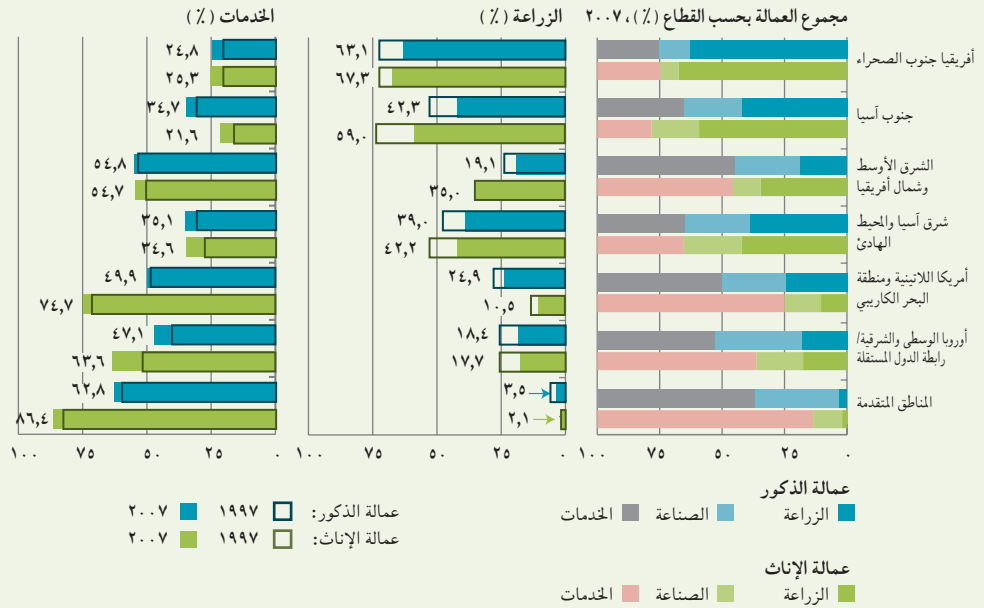 مجموع العمالة بحسب القطاع (٪)، ٢٠٠٧
أفريقيا جنوب الصحراء
جنوب آسيا
الشرق الأوسط
وشمال أفريقيا
شرق آسيا والمحيط
الهادئ
أمريكا اللاتينية ومنطقة
البحر الكاريبي
أوروبا الوسطى والشرقية/
رابطة الدول المستقلة
المناطق المتقدمة
٠ ٢٥ ٥٠ ٧٥ ١٠٠
الزراعة (٪)
٦٣,١
٦٧,٣
٤٢,٣
٥٩,٠
١٩,١
٣٥,٠
٣٩,٠
٤٢,٢
٢٤,٩
١٠,٥
١٨,٤
١٧,٧
٣,٥
٢,١
٠ ٢٥ ٥٠ ٧٥ ١٠٠
الخدمات (٪)
٢٤,٨
٢٥,٣
٣٤,٧
٢١,٦
٥٤,٨
٥٤,٧
٣٥,١
٣٤,٦
٤٩,٩
٧٤,٧
٤٧,١
٦٣,٦
٦٢,٨
٨٦,٤
٠ ٢٥ ٥٠ ٧٥ ١٠٠
عمالة الذكور
الزراعة الصناعة الخدمات
عمالة الإناث
الزراعة الصناعة الخدمات
عمالة الذكور: ١٩٩٧ ٢٠٠٧
عمالة الإناث: ١٩٩٧ ٢٠٠٧